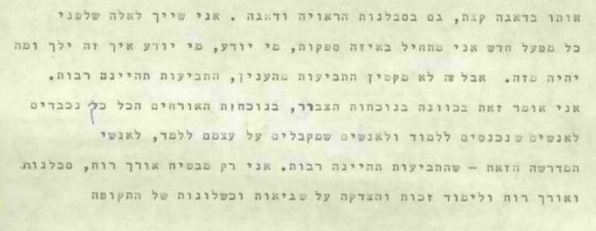 אותו בדאגה קצת, גם בסבלנות הראויה ודאגה . אני שייך לאלה שלפני
כל מפעל חדש אני מתחיל באיזה ספקות, מי יודע, מי יודע איך זה ילך ומה
יהיה מזה. אבל זה לא מקטין התביעות מהענין, התביעות תהיינה רבות.
אני אומר זאת בכוונה בנוכחות הצבור, בנוכחות האורחים הכל כך נכבדים
לאנשים שנכנסים ללמוד ולאנשים שמקבלים על עצמם ללמד, לאנשי
המדרשה הזאת - שהתביעות תהיינה רבות. אני רק מבטיח אורך רוח, סבלנות
ואורך רוח ולימוד זכות והצדקה על שגיאות וכשלונות של התקופה